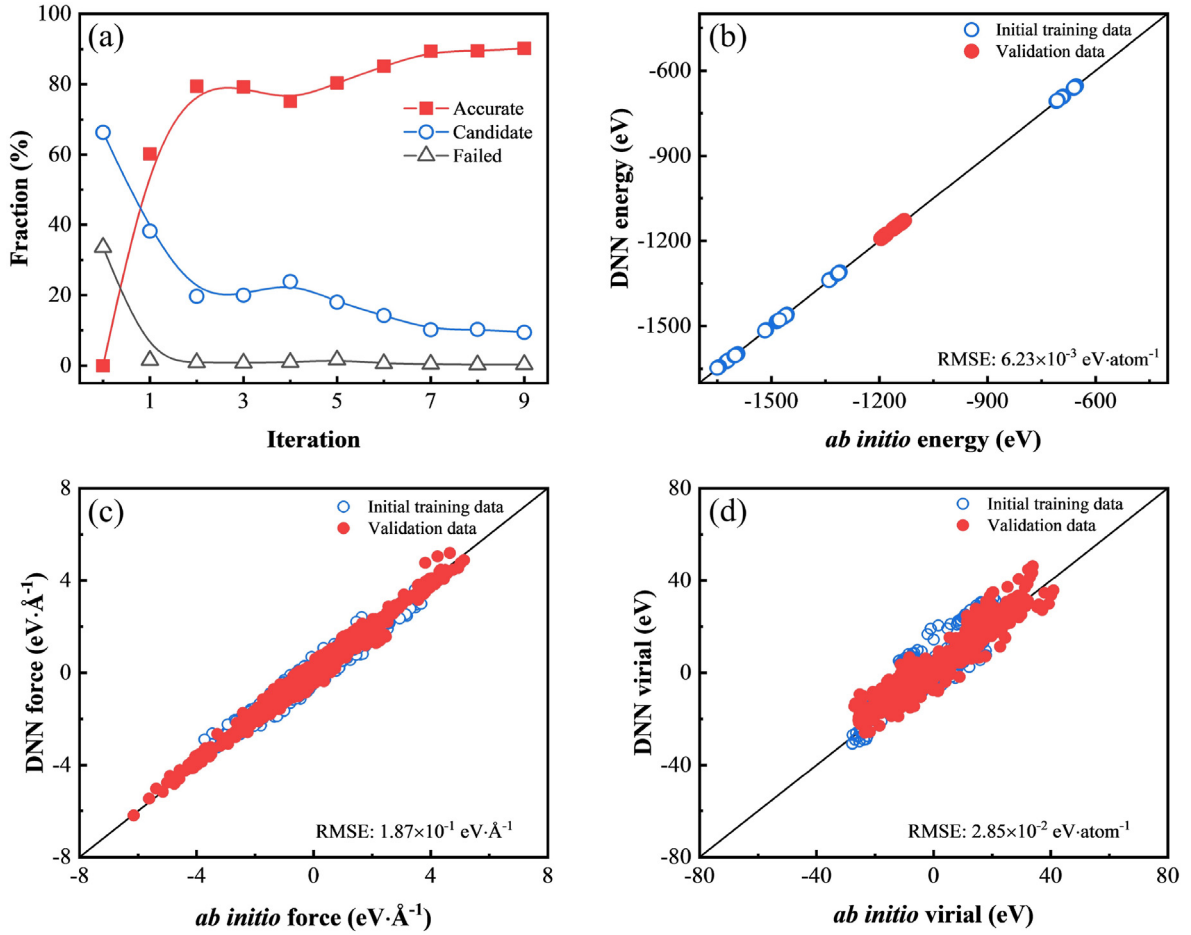 (a)
100
80
60
40
20
0
Fraction (%)
Accurate
Candidate
Failed
1
3
5
7
9
Iteration
(b)
Initial training data
Validation data
-600
-900
-1200
-1500
DNN energy (eV)
RMSE: 6.23×10⁻³ eV·atom⁻¹
-1500
-1200
-900
-600
ab initio energy (eV)
(c)
Initial training data
Validation data
8
4
0
-4
-8
DNN force (eV·Å⁻¹)
RMSE: 1.87×10⁻¹ eV·Å⁻¹
-8
-4
0
4
8
ab initio force (eV·Å⁻¹)
(d)
Initial training data
Validation data
80
40
0
-40
-80
DNN virial (eV)
RMSE: 2.85×10⁻² eV·atom⁻¹
-80
-40
0
40
80
ab initio virial (eV)